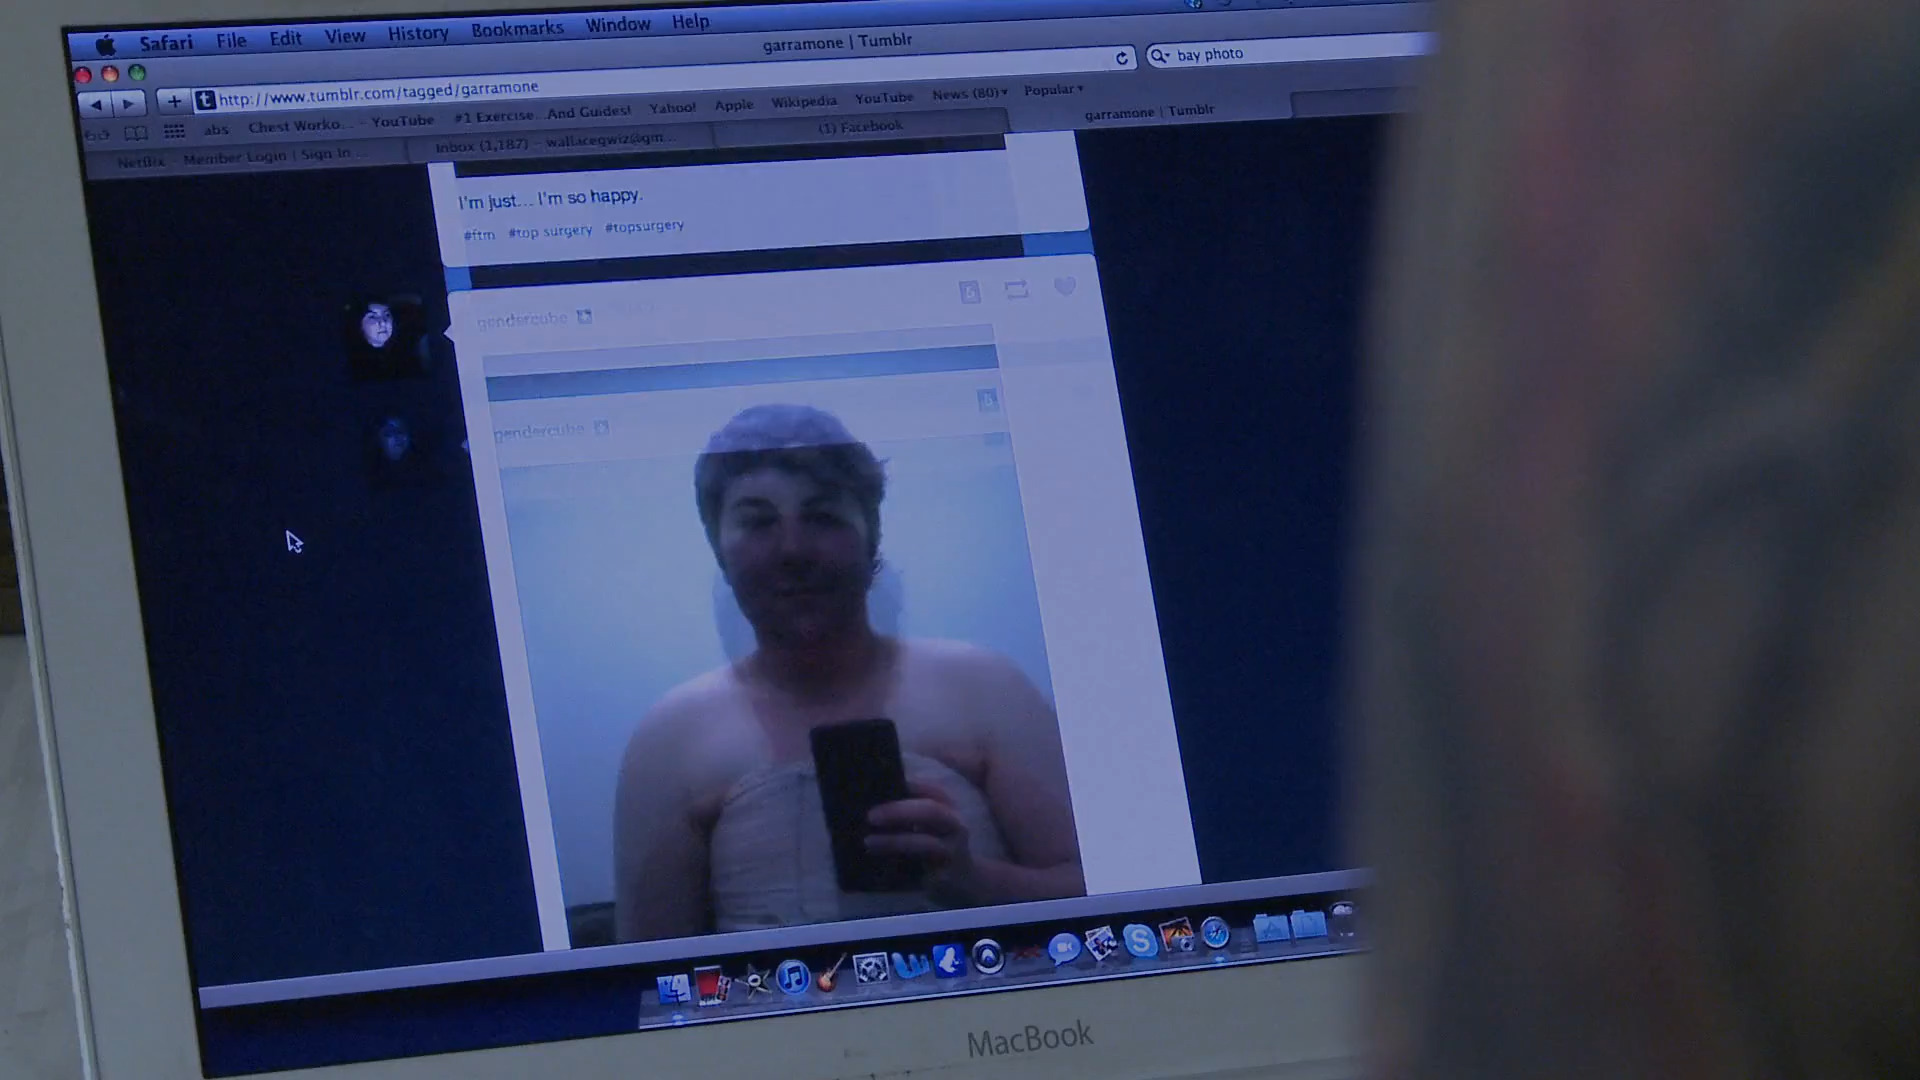 Safari File Edit View History Bookmarks Window Help
garramone | Tumblr
http://www.tumblr.com/tagged/garramone
bay photo
abs Chest Worko... – YouTube #1 Exercise...And Guides! Yahoo! Apple Wikipedia YouTube News (80) Popular
Netflix – Member Login | Sign In ... Inbox (1,187) – wallacegwiz@gm... (1) Facebook garramone | Tumblr
I'm just... I'm so happy.
#ftm #top surgery #topsurgery
gendercube
gendercube
MacBook